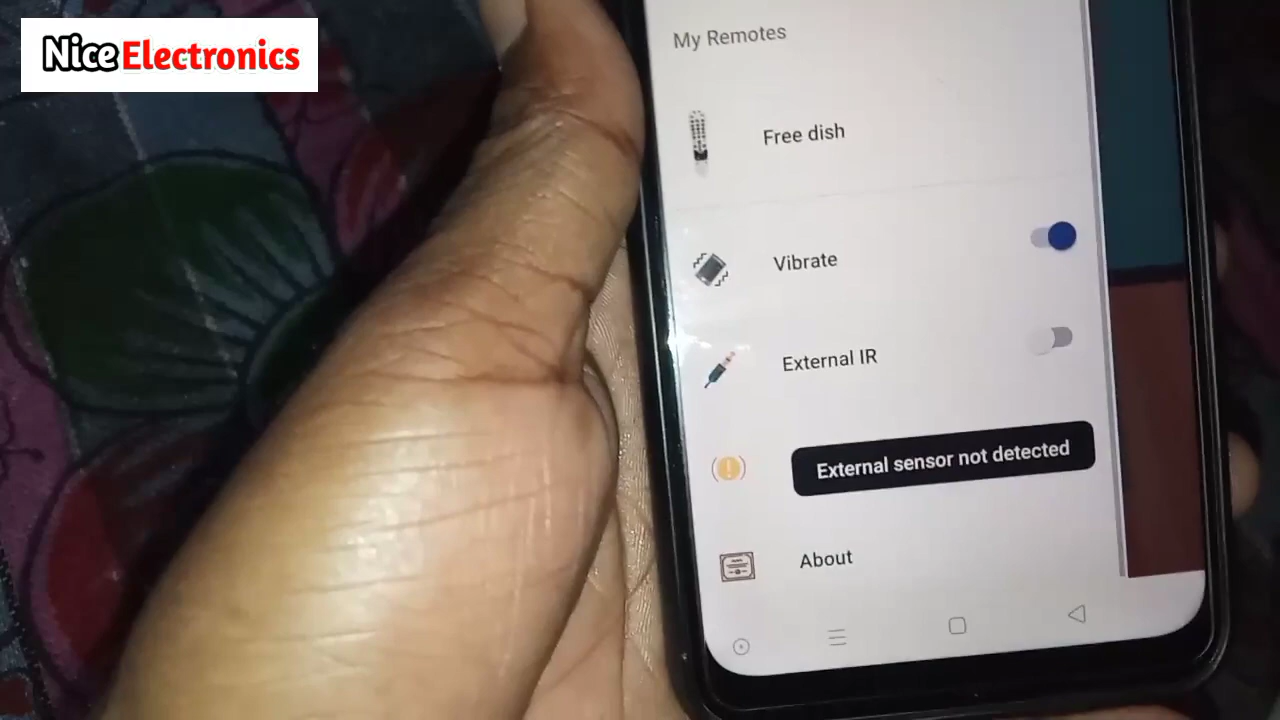 Nice Electronics
My Remotes
Free dish
Vibrate
External IR
External sensor not detected
About